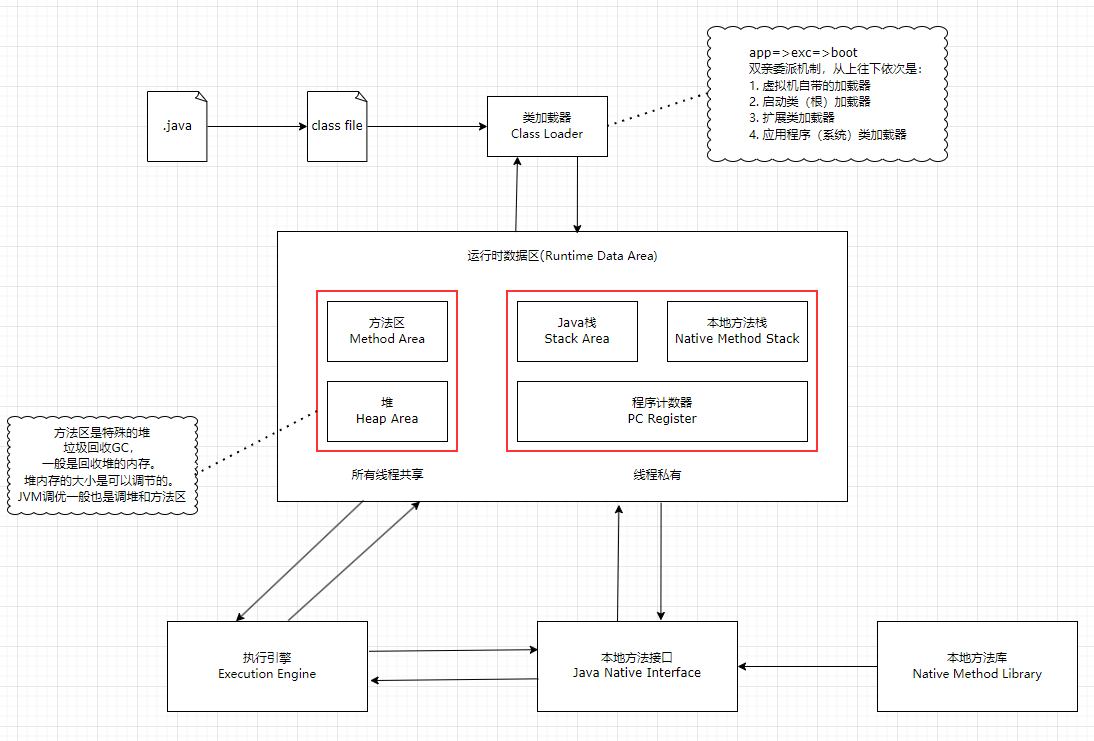 app=>exc=>boot
双亲委派机制，从上往下依次是：
1. 虚拟机自带的加载器
2. 启动类（根）加载器
3. 扩展类加载器
4. 应用程序（系统）类加载器
.java
class file
类加载器
Class Loader
运行时数据区(Runtime Data Area)
方法区
Method Area
Java栈
Stack Area
本地方法栈
Native Method Stack
堆
Heap Area
程序计数器
PC Register
所有线程共享
线程私有
方法区是特殊的堆
垃圾回收GC，
一般是回收堆的内存。
堆内存的大小是可以调节的。
JVM调优一般也是调堆和方法区
执行引擎
Execution Engine
本地方法接口
Java Native Interface
本地方法库
Native Method Library